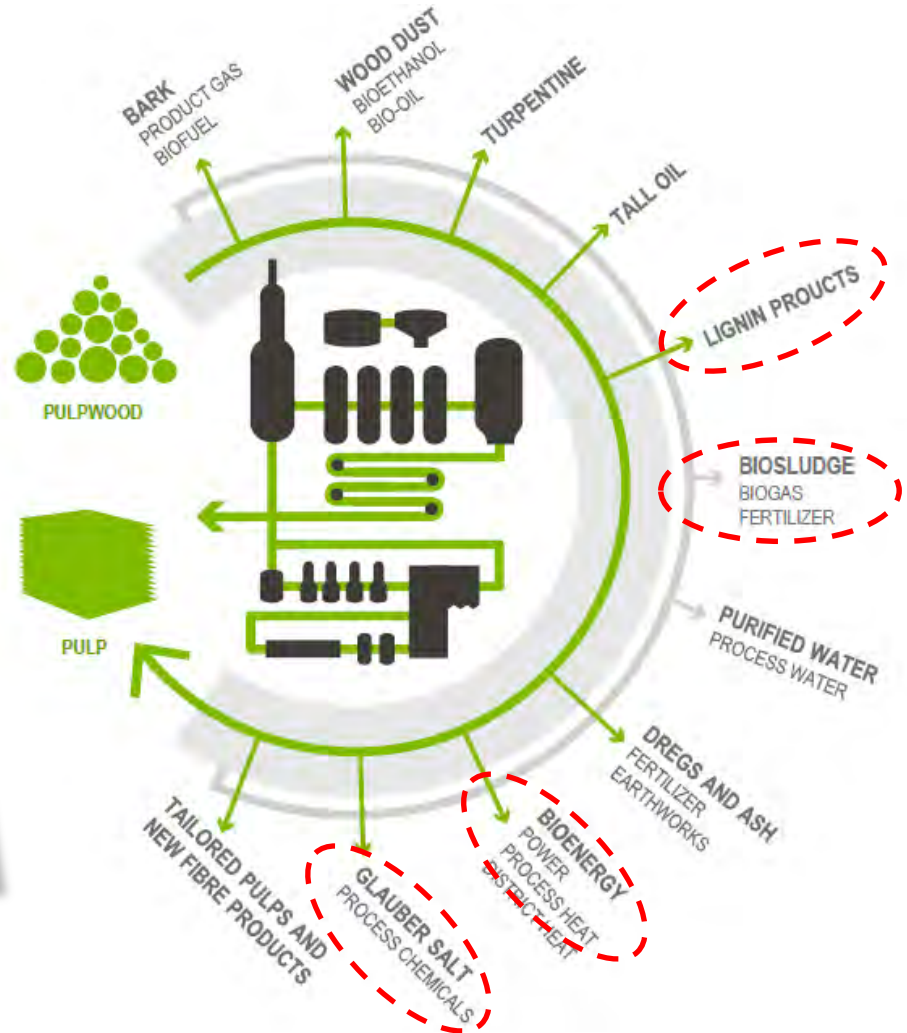 BARK
PRODUCT GAS
BIOFUEL
WOOD DUST
BIOETHANOL
BIO-OIL
TURPENTINE
TALL OIL
LIGNIN PROUCTS
BIOSLUDGE
BIOGAS
FERTILIZER
PURIFIED WATER
PROCESS WATER
DREGS AND ASH
FERTILIZER
EARTHWORKS
BIOENERGY
POWER
PROCESS HEAT
DISTRICT HEAT
GLAUBER SALT
PROCESS CHEMICALS
TAILORED PULPS AND
NEW FIBRE PRODUCTS
PULPWOOD
PULP